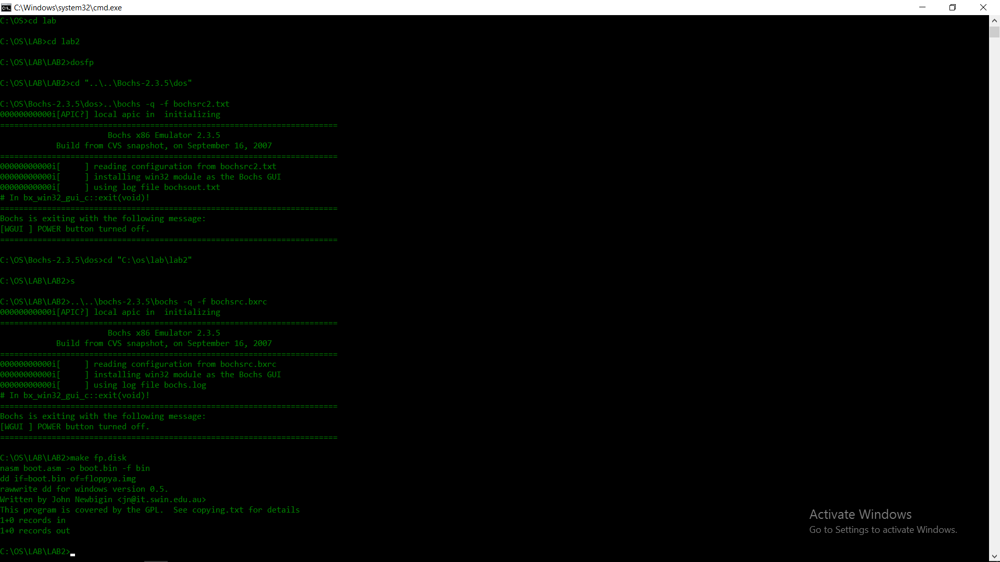 C:\Windows\system32\cmd.exe
C:\OS>cd lab
C:\OS\LAB>cd lab2
C:\OS\LAB\LAB2>dosfp
C:\OS\LAB\LAB2>cd "..\..\Bochs-2.3.5\dos"
C:\OS\Bochs-2.3.5\dos>..\bochs -q -f bochsrc2.txt
00000000000i[APIC?] local apic in  initializing
========================================================================
                       Bochs x86 Emulator 2.3.5
            Build from CVS snapshot, on September 16, 2007
========================================================================
00000000000i[     ] reading configuration from bochsrc2.txt
00000000000i[     ] installing win32 module as the Bochs GUI
00000000000i[     ] using log file bochsout.txt
# In bx_win32_gui_c::exit(void)!
========================================================================
Bochs is exiting with the following message:
[WGUI ] POWER button turned off.
========================================================================
C:\OS\Bochs-2.3.5\dos>cd "C:\os\lab\lab2"
C:\OS\LAB\LAB2>s
C:\OS\LAB\LAB2>..\..\bochs-2.3.5\bochs -q -f bochsrc.bxrc
00000000000i[APIC?] local apic in  initializing
========================================================================
                       Bochs x86 Emulator 2.3.5
            Build from CVS snapshot, on September 16, 2007
========================================================================
00000000000i[     ] reading configuration from bochsrc.bxrc
00000000000i[     ] installing win32 module as the Bochs GUI
00000000000i[     ] using log file bochs.log
# In bx_win32_gui_c::exit(void)!
========================================================================
Bochs is exiting with the following message:
[WGUI ] POWER button turned off.
========================================================================
C:\OS\LAB\LAB2>make fp.disk
nasm boot.asm -o boot.bin -f bin
dd if=boot.bin of=floppya.img
rawwrite dd for windows version 0.5.
Written by John Newbigin <jn@it.swin.edu.au>
This program is covered by the GPL.  See copying.txt for details
1+0 records in
1+0 records out
C:\OS\LAB\LAB2>
Activate Windows
Go to Settings to activate Windows.